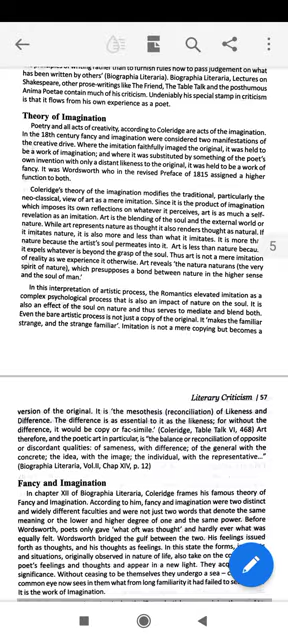 the principles of writing rather than to furnish rules how to pass judgement on what
has been written by others' (Biographia Literaria). Biographia Literaria, Lectures on
Shakespeare, other prose-writings like The Friend, The Table Talk and the posthumous
Anima Poetae contain much of his criticism. Undeniably his special stamp in criticism
is that it flows from his own experience as a poet.
Theory of Imagination
Poetry and all acts of creativity, according to Coleridge are acts of the imagination.
In the 18th century fancy and imagination were considered two manifestations of
the creative drive. Where the imitation faithfully imaged the original, it was held to
be a work of imagination; and where it was substituted by something of the poet's
own invention with only a distant likeness to the original, it was held to be a work of
fancy. It was Wordsworth who in the revised Preface of 1815 assigned a higher
function to both.
Coleridge's theory of the imagination modifies the traditional, particularly the
neo-classical, view of art as a mere imitation. Since it is the product of imagination
which imposes its own reflections on whatever it perceives, art is as much a self-
revelation as an imitation. Art is the blending of the soul and the external world or
nature. While art represents nature as thought it also renders thought as natural. If
it imitates nature, it is also more and less than what it imitates. It is more tha
nature because the artist's soul permeates into it. Art is less than nature becau
it expels whatever is beyond the grasp of the soul. Thus art is not a mere imitation
of reality as we experience it otherwise. Art reveals 'the natura naturans (the very
spirit of nature), which presupposes a bond between nature in the higher sense
and the soul of man.'
5
In this interpretation of artistic process, the Romantics elevated imitation as a
complex psychological process that is also an impact of nature on the soul. It is
also an effect of the soul on nature and thus serves to mediate and blend both.
Even the bare artistic process is not just a copy of the original. It 'makes the familiar
strange, and the strange familiar'. Imitation is not a mere copying but becomes a
Literary Criticism / 57
version of the original. It is 'the mesothesis (reconciliation) of Likeness and
Difference. The difference is as essential to it as the likeness; for without the
difference, it would be copy or fac-simile.' (Coleridge, Table Talk VI, 468) Art
therefore, and the poetic art in particular, is "the balance or reconciliation of opposite
or discordant qualities: of sameness, with difference; of the general with the
concrete; the idea, with the image; the individual, with the representative..."
(Biographia Literaria, Vol.II, Chap XIV, p. 12)
Fancy and Imagination
In chapter XII of Biographia Literaria, Coleridge frames his famous theory of
Fancy and Imagination. According to him, fancy and imagination were two distinct
and widely different faculties and were not just two words that denote the same
meaning or the lower and higher degree of one and the same power. Before
Wordsworth, poets only gave 'what oft was thought' and hardly ever what was
equally felt. Wordsworth bridged the gulf between the two. His feelings issued
forth as thoughts, and his thoughts as feelings. In this state the forms,
and situations, originally observed in nature of life, also take on the co
poet's feelings and thoughts and appear in a new light. They acq
significance. Without ceasing to be themselves they undergo a sea – c
common eye now sees in them what from long familiarity it had failed to se
It is the work of Imagination.